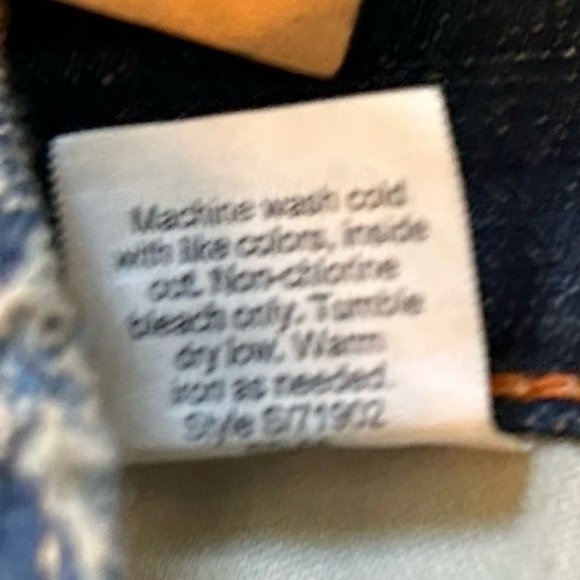 Machine wash cold
with like colors, inside
out. Non-chlorine
bleach only. Tumble
dry low. Warm
iron as needed.
Style S/71902